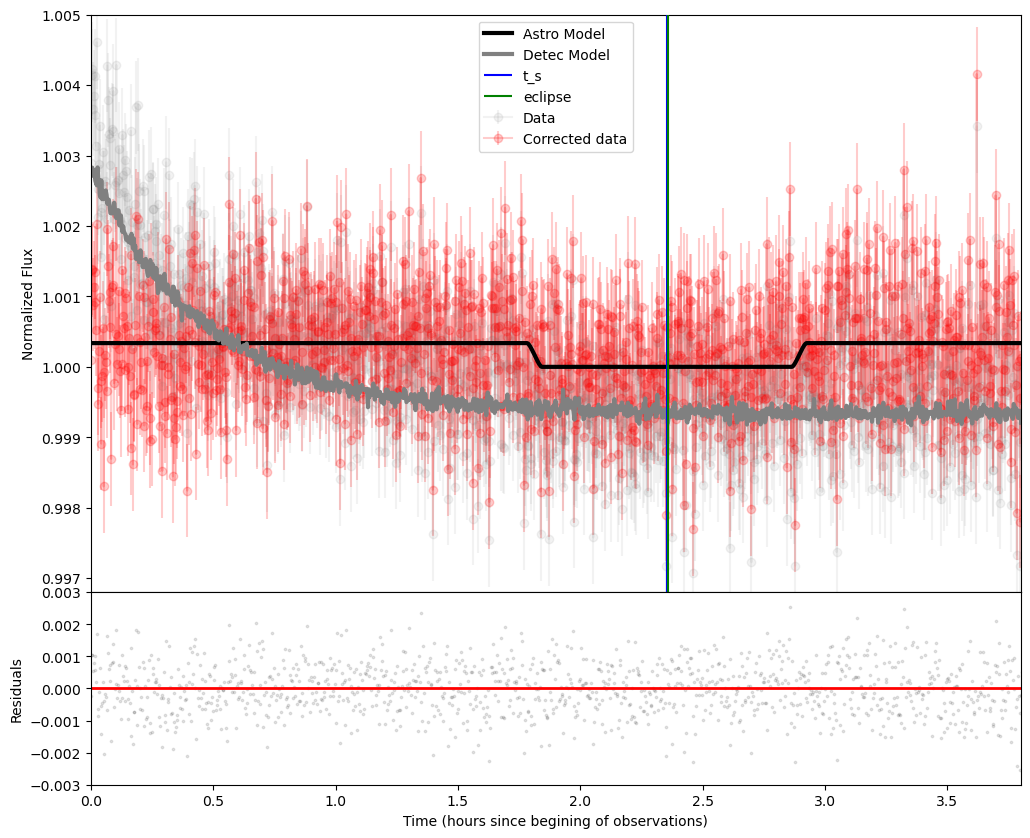 1.005
1.004
1.003
1.002
1.001
1.000
0.999
0.998
0.997
Normalized Flux
Astro Model
Detec Model
t_s
eclipse
Data
Corrected data
0.003
0.002
0.001
0.000
−0.001
−0.002
−0.003
Residuals
0.0 0.5 1.0 1.5 2.0 2.5 3.0 3.5
Time (hours since begining of observations)